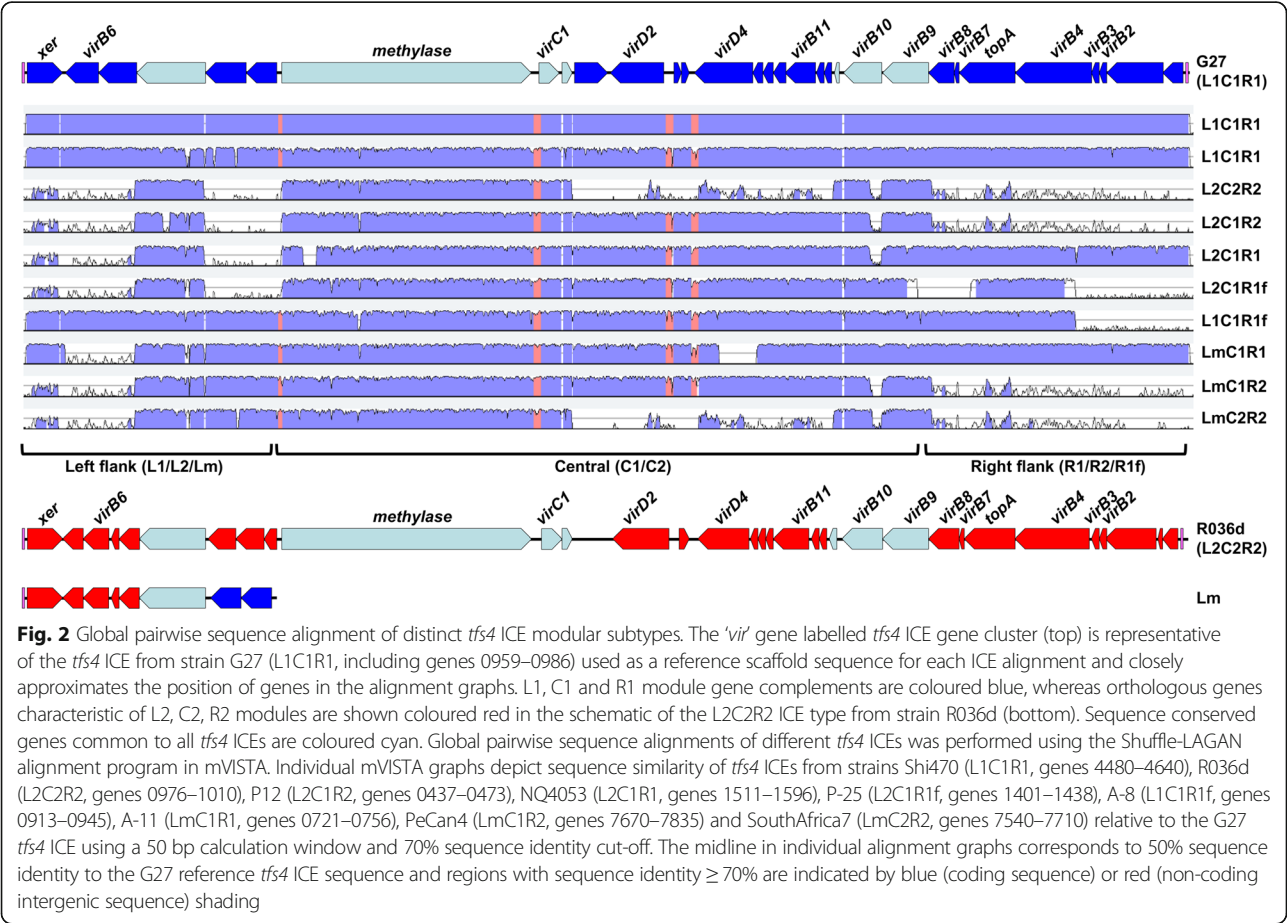 xer virB6 methylase virC1 virD2 virD4 virB11 virB10 virB9 virB8 virB7 topA virB4 virB3 virB2
G27
(L1C1R1)
L1C1R1
L1C1R1
L2C2R2
L2C1R2
L2C1R1
L2C1R1f
L1C1R1f
LmC1R1
LmC1R2
LmC2R2
Left flank (L1/L2/Lm) Central (C1/C2) Right flank (R1/R2/R1f)
xer virB6 methylase virC1 virD2 virD4 virB11 virB10 virB9 virB8 virB7 topA virB4 virB3 virB2
R036d
(L2C2R2)
Lm
Fig. 2 Global pairwise sequence alignment of distinct tfs4 ICE modular subtypes. The ‘vir’ gene labelled tfs4 ICE gene cluster (top) is representative
of the tfs4 ICE from strain G27 (L1C1R1, including genes 0959–0986) used as a reference scaffold sequence for each ICE alignment and closely
approximates the position of genes in the alignment graphs. L1, C1 and R1 module gene complements are coloured blue, whereas orthologous genes
characteristic of L2, C2, R2 modules are shown coloured red in the schematic of the L2C2R2 ICE type from strain R036d (bottom). Sequence conserved
genes common to all tfs4 ICEs are coloured cyan. Global pairwise sequence alignments of different tfs4 ICEs was performed using the Shuffle-LAGAN
alignment program in mVISTA. Individual mVISTA graphs depict sequence similarity of tfs4 ICEs from strains Shi470 (L1C1R1, genes 4480–4640), R036d
(L2C2R2, genes 0976–1010), P12 (L2C1R2, genes 0437–0473), NQ4053 (L2C1R1, genes 1511–1596), P-25 (L2C1R1f, genes 1401–1438), A-8 (L1C1R1f, genes
0913–0945), A-11 (LmC1R1, genes 0721–0756), PeCan4 (LmC1R2, genes 7670–7835) and SouthAfrica7 (LmC2R2, genes 7540–7710) relative to the G27
tfs4 ICE using a 50 bp calculation window and 70% sequence identity cut-off. The midline in individual alignment graphs corresponds to 50% sequence
identity to the G27 reference tfs4 ICE sequence and regions with sequence identity ≥ 70% are indicated by blue (coding sequence) or red (non-coding
intergenic sequence) shading